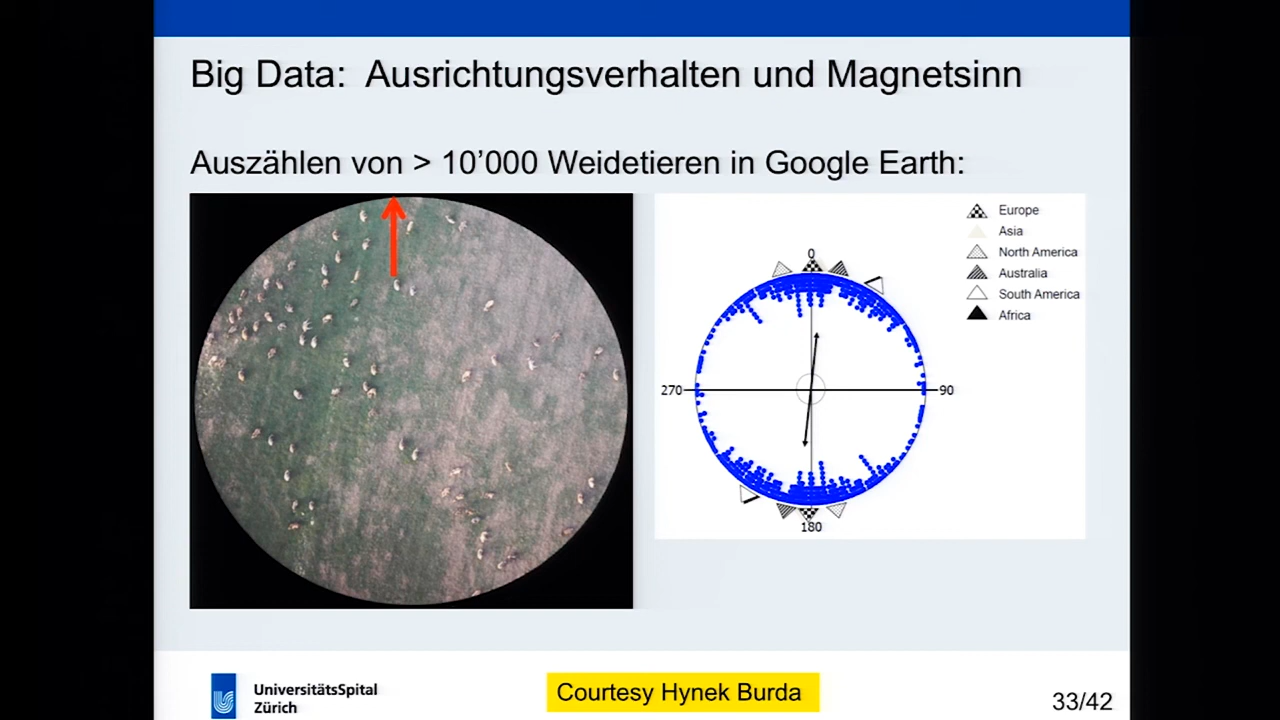 Big Data: Ausrichtungsverhalten und Magnetsinn
Auszählen von > 10’000 Weidetieren in Google Earth:
Europe
Asia
North America
Australia
South America
Africa
0
270
90
180
UniversitätsSpital
Zürich
Courtesy Hynek Burda
33/42